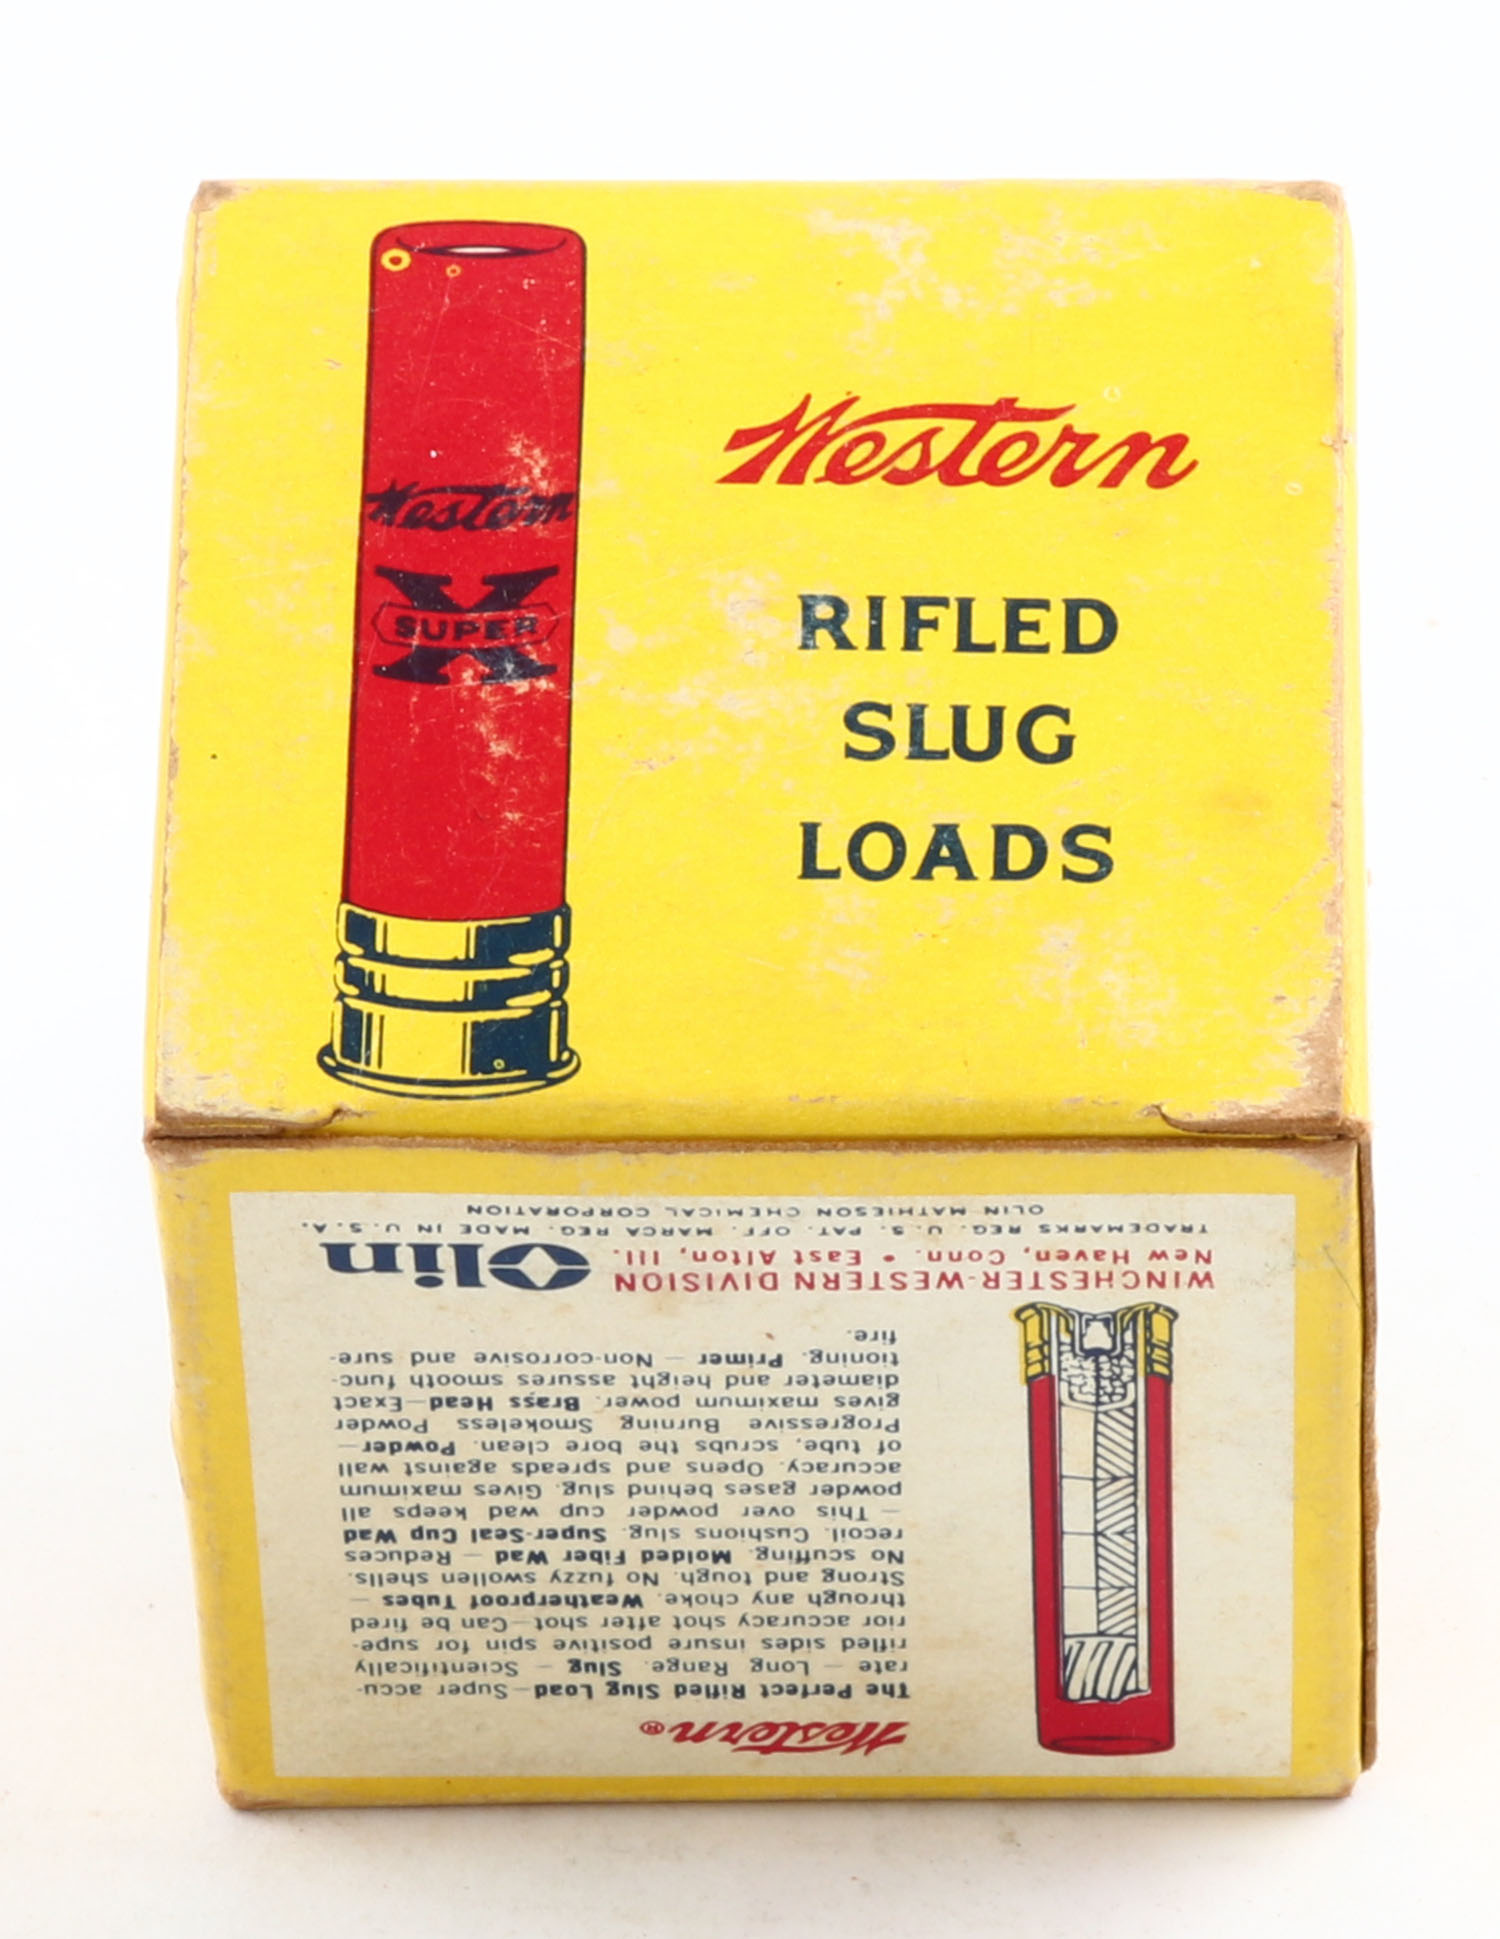 Western
SUPER X
Western
RIFLED
SLUG
LOADS
Western®
The Perfect Rifled Slug Load—Super accu-
rate — Long Range. Slug — Scientifically
rifled sides insure positive spin for supe-
rior accuracy shot after shot—Can be fired
through any choke. Weatherproof Tubes —
Strong and tough. No fuzzy swollen shells.
No scuffing. Molded Fiber Wad — Reduces
recoil. Cushions slug. Super-Seal Cup Wad
— This over powder cup wad keeps all
powder gases behind slug. Gives maximum
accuracy. Opens and spreads against wall
of tube, scrubs the bore clean. Powder—
Progressive Burning Smokeless Powder
gives maximum power. Brass Head—Exact
diameter and height assures smooth func-
tioning. Primer — Non-corrosive and sure-
fire.
WINCHESTER-WESTERN DIVISION
New Haven, Conn. • East Alton, Ill.
Olin
TRADEMARKS REG. U. S. PAT. OFF. MARCA REG. MADE IN U. S. A.
OLIN MATHIESON CHEMICAL CORPORATION